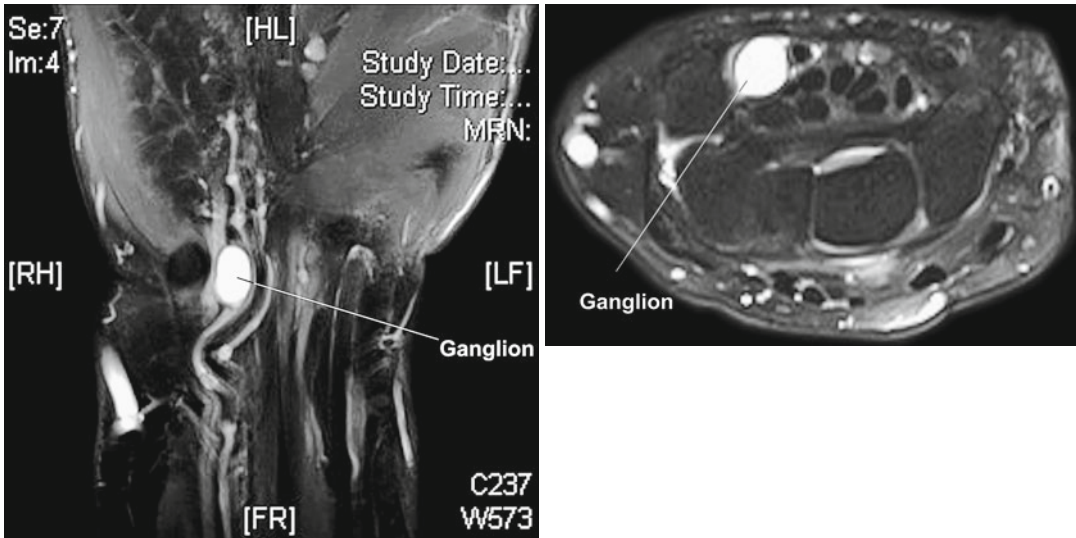 Se:7
Im:4
[HL]
Study Date:...
Study Time:...
MRN:
[RH]
[LF]
Ganglion
C237
W573
[FR]
Ganglion